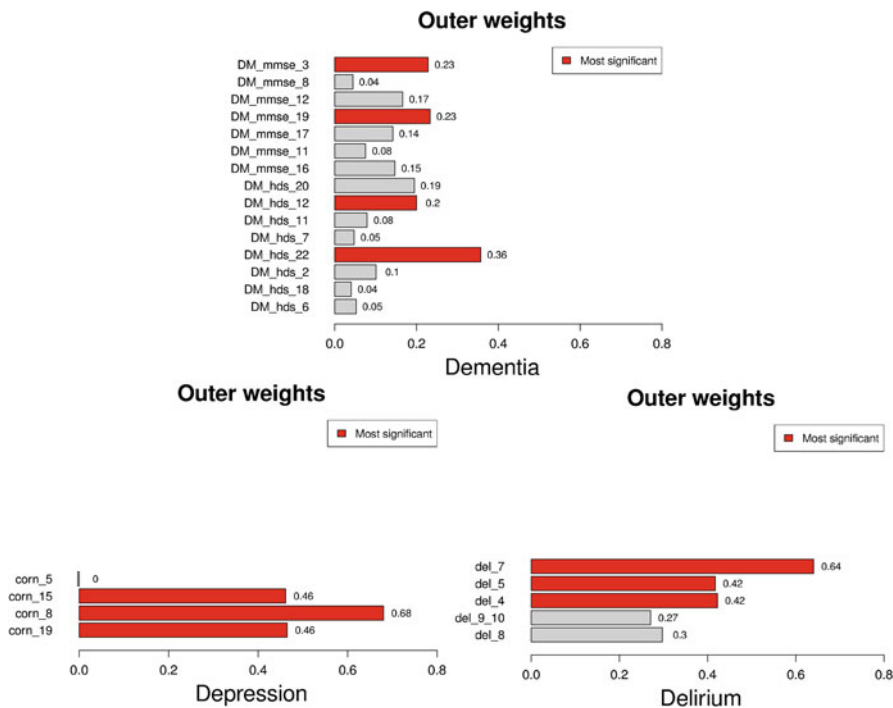 Outer weights
Most significant
DM_mmse_3 0.23
DM_mmse_8 0.04
DM_mmse_12 0.17
DM_mmse_19 0.23
DM_mmse_17 0.14
DM_mmse_11 0.08
DM_mmse_16 0.15
DM_hds_20 0.19
DM_hds_12 0.2
DM_hds_11 0.08
DM_hds_7 0.05
DM_hds_22 0.36
DM_hds_2 0.1
DM_hds_18 0.04
DM_hds_6 0.05
0.0 0.2 0.4 0.6 0.8
Dementia
Outer weights
Most significant
corn_5 0
corn_15 0.46
corn_8 0.68
corn_19 0.46
0.0 0.2 0.4 0.6 0.8
Depression
Outer weights
Most significant
del_7 0.64
del_5 0.42
del_4 0.42
del_9_10 0.27
del_8 0.3
0.0 0.2 0.4 0.6 0.8
Delirium